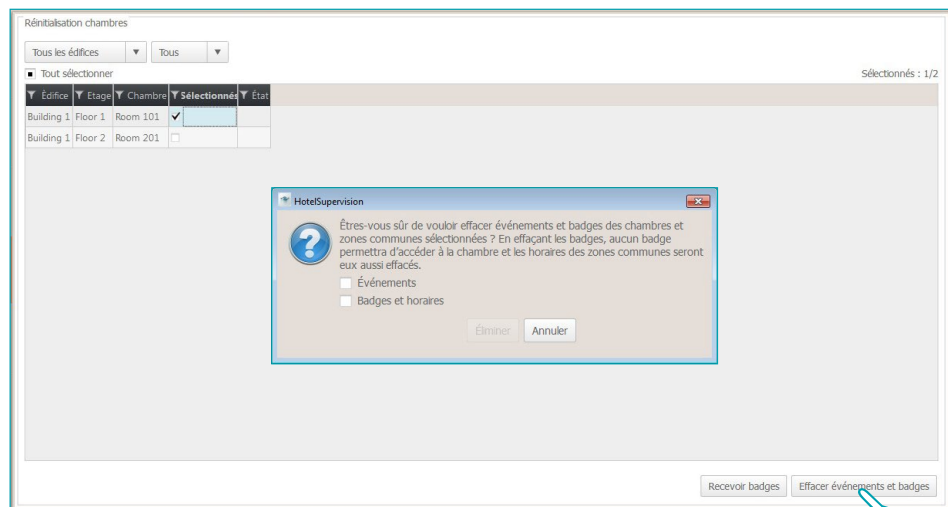 Réinitialisation chambres
Tous les édifices Tous
Tout sélectionner Sélectionnés : 1/2
Édifice Etage Chambre Sélectionnés État
Building 1 Floor 1 Room 101
Building 1 Floor 2 Room 201
HotelSupervision
Êtres-vous sûr de vouloir effacer événements et badges des chambres et
zones communes sélectionnées ? En effaçant les badges, aucun badge
permettra d'accéder à la chambre et les horaires des zones communes seront
eux aussi effacés.
Événements
Badges et horaires
Éliminer Annuler
Recevoir badges Effacer événements et badges